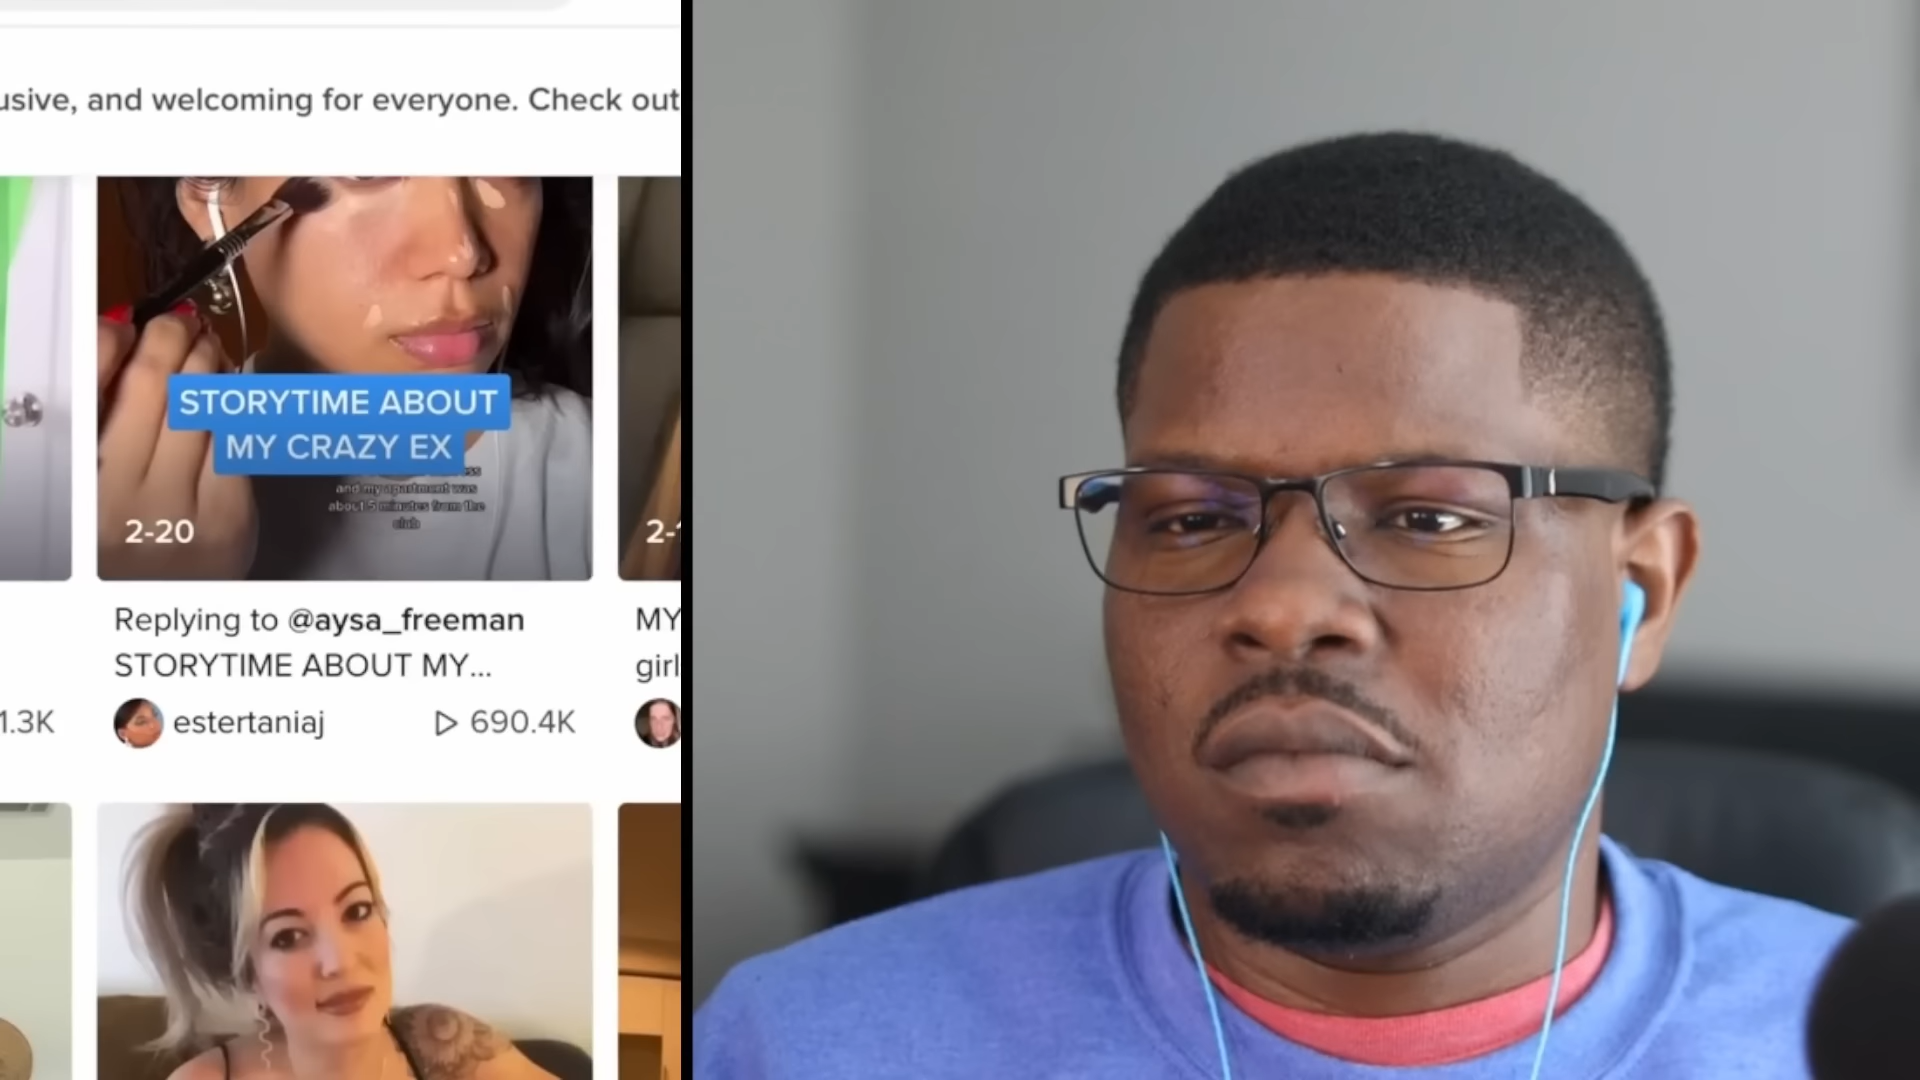 usive, and welcoming for everyone. Check out
STORYTIME ABOUT
MY CRAZY EX
and my apartment was
about 5 minutes from the
club
2-20
2-
Replying to @aysa_freeman
STORYTIME ABOUT MY...
estertaniaj
690.4K
1.3K
MY
girl